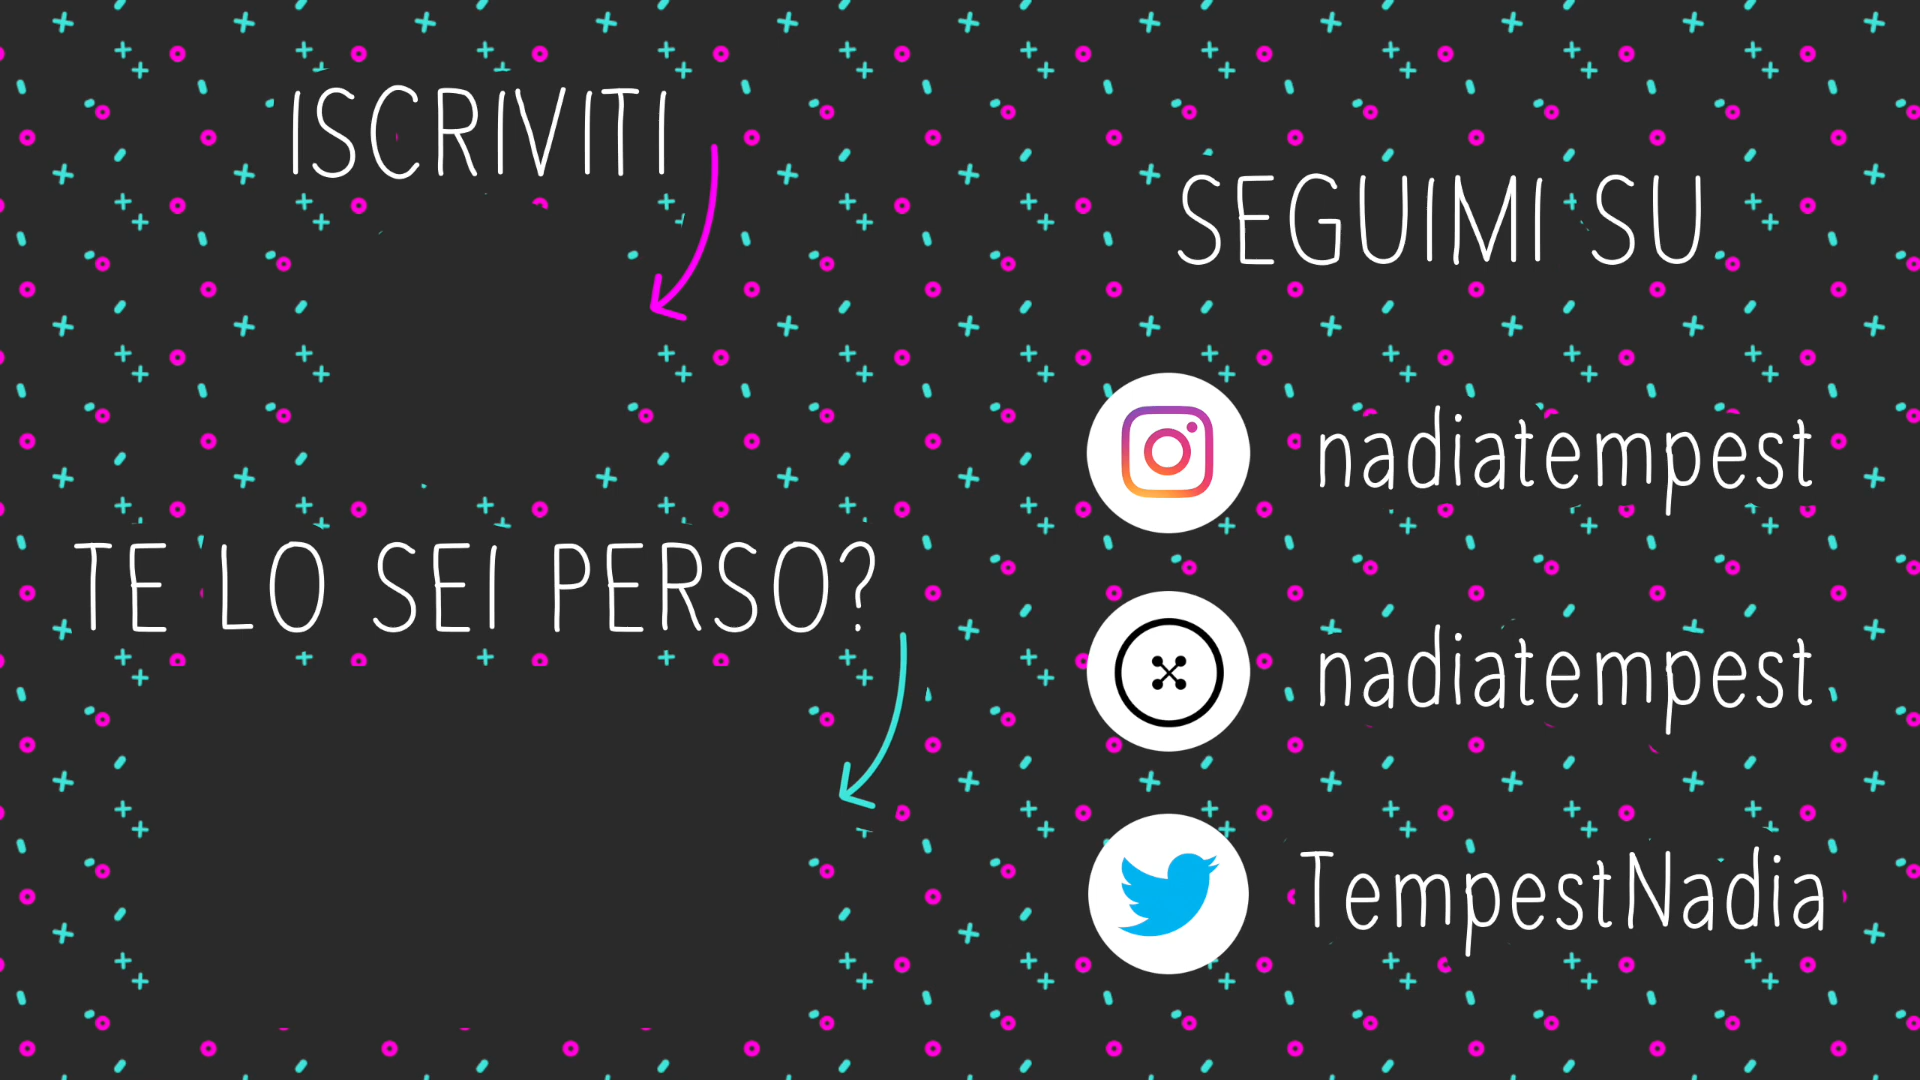 ISCRIVITI
TE LO SEI PERSO?
SEGUIMI SU
nadiatempest
nadiatempest
TempestNadia